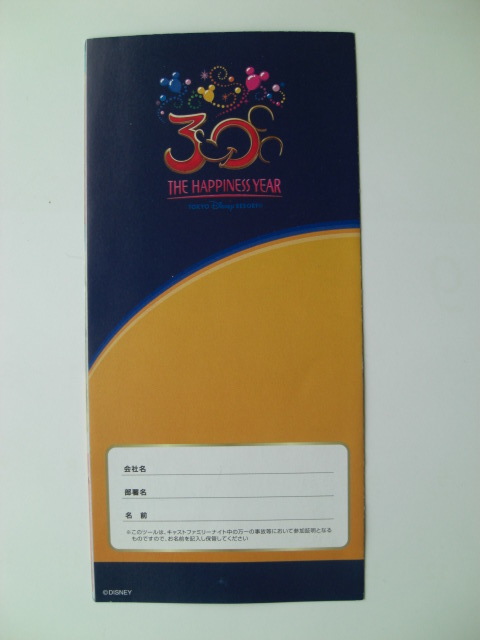 30
THE HAPPINESS YEAR
TOKYO Disney RESORT
会社名
部署名
名 前
※このツールは、キャストファミリーナイト中の万一の事故等において参加証明となる
ものですので、お名前を記入し保管してください
©DISNEY